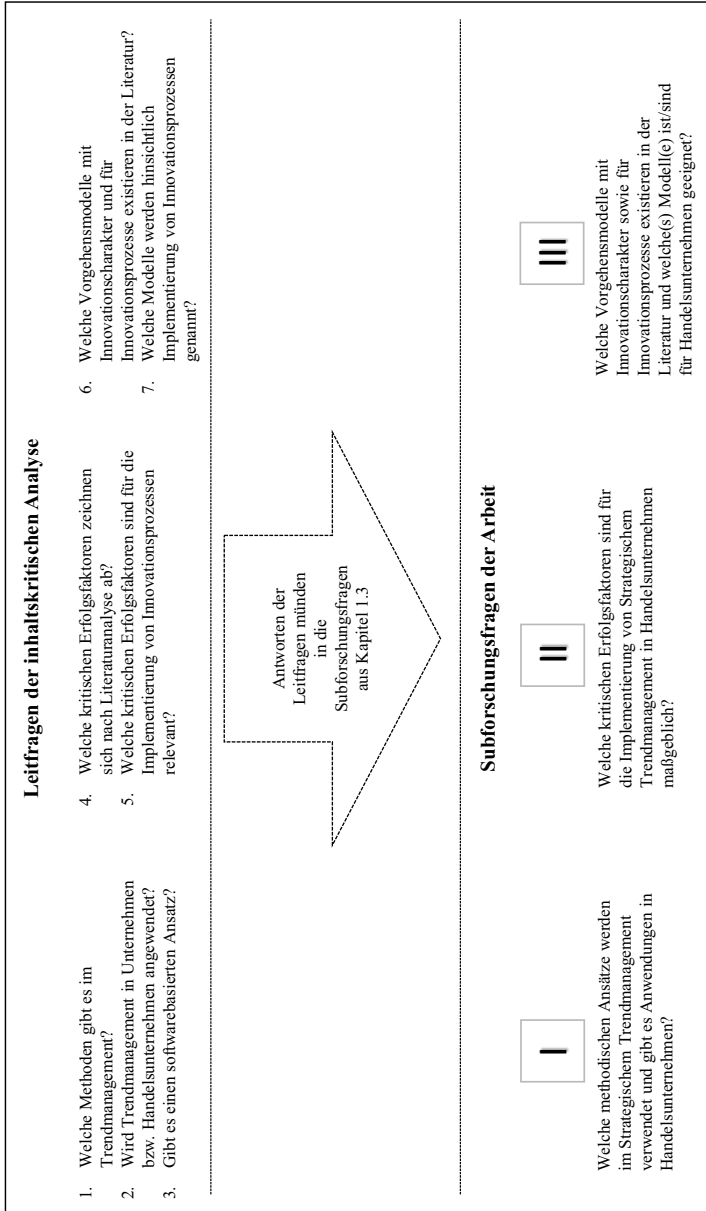 Leitfragen der inhaltskritischen Analyse
1. Welche Methoden gibt es im
Trendmanagement?
2. Wird Trendmanagement in Unternehmen
bzw. Handelsunternehmen angewendet?
3. Gibt es einen softwarebasierten Ansatz?
4. Welche kritischen Erfolgsfaktoren zeichnen
sich nach Literaturanalyse ab?
5. Welche kritischen Erfolgsfaktoren sind für die
Implementierung von Innovationsprozessen
relevant?
6. Welche Vorgehensmodelle mit
Innovationscharakter und für
Innovationsprozesse existieren in der Literatur?
7. Welche Modelle werden hinsichtlich
Implementierung von Innovationsprozessen
genannt?
Antworten der
Leitfragen münden
in die
Subforschungsfragen
aus Kapitel 1.3
Subforschungsfragen der Arbeit
I
Welche methodischen Ansätze werden
im Strategischem Trendmanagement
verwendet und gibt es Anwendungen in
Handelsunternehmen?
II
Welche kritischen Erfolgsfaktoren sind für
die Implementierung von Strategischem
Trendmanagement in Handelsunternehmen
maßgeblich?
III
Welche Vorgehensmodelle mit
Innovationscharakter sowie für
Innovationsprozesse existieren in der
Literatur und welche(s) Modell(e) ist/sind
für Handelsunternehmen geeignet?